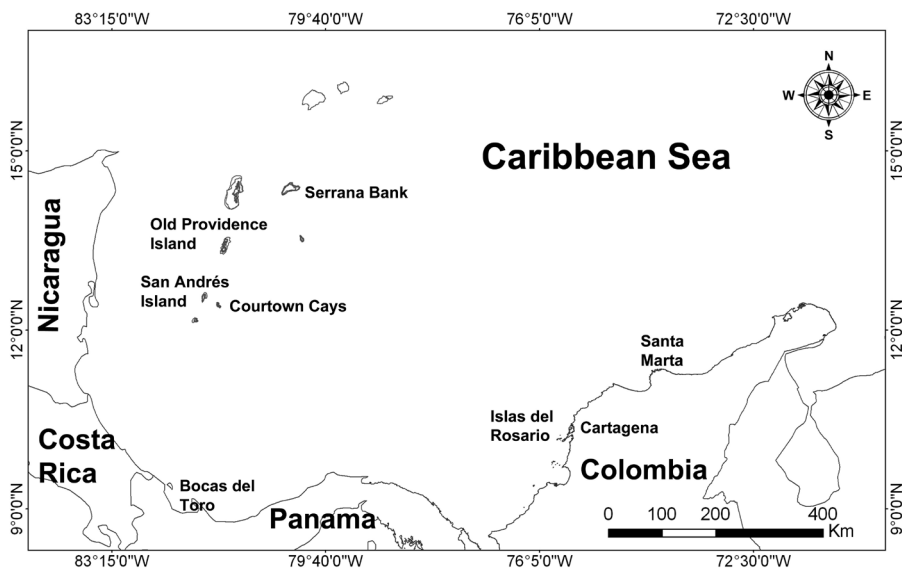 83°15'0"W 79°40'0"W 76°5'0"W 72°30'0"W
N
W E
S
15°0'0"N 15°0'0"N
Caribbean Sea
Serrana Bank
Nicaragua
Old Providence
Island
San Andrés
Island
Courtown Cays
12°0'0"N 12°0'0"N
Santa
Marta
Islas del
Rosario
Cartagena
Costa
Rica
Colombia
Bocas del
Toro
Panama
9°0'0"N 9°0'0"N
0 100 200 400
Km
83°15'0"W 79°40'0"W 76°5'0"W 72°30'0"W